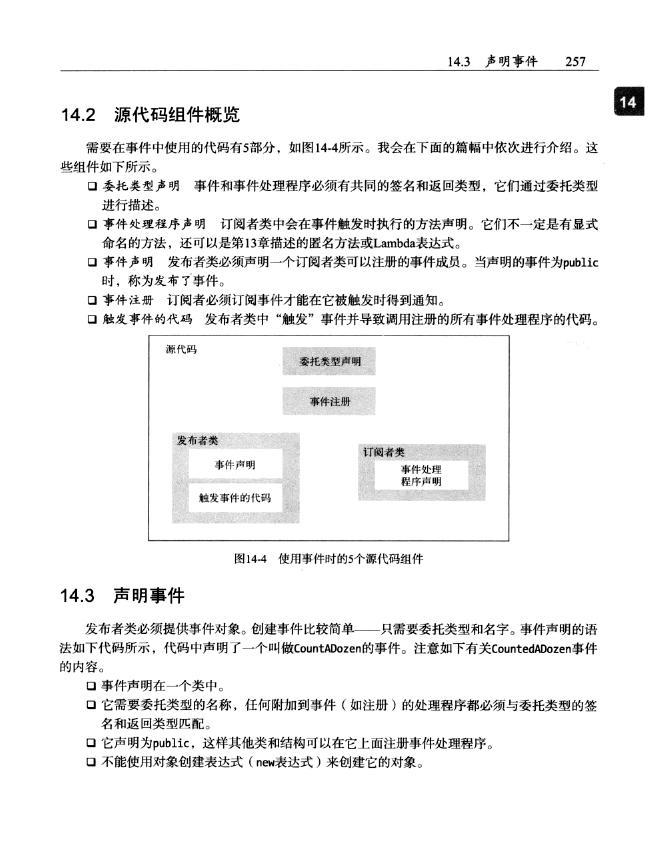 14.3 声明事件 257
14
14.2 源代码组件概览
需要在事件中使用的代码有5部分，如图14-4所示。我会在下面的篇幅中依次进行介绍。这
些组件如下所示。
❑ 委托类型声明 事件和事件处理程序必须有共同的签名和返回类型，它们通过委托类型
进行描述。
❑ 事件处理程序声明 订阅者类中会在事件触发时执行的方法声明。它们不一定是有显式
命名的方法，还可以是第13章描述的匿名方法或Lambda表达式。
❑ 事件声明 发布者类必须声明一个订阅者类可以注册的事件成员。当声明的事件为public
时，称为发布了事件。
❑ 事件注册 订阅者必须订阅事件才能在它被触发时得到通知。
❑ 触发事件的代码 发布者类中“触发”事件并导致调用注册的所有事件处理程序的代码。
源代码
委托类型声明
事件注册
发布者类
事件声明
触发事件的代码
订阅者类
事件处理
程序声明
图14-4 使用事件时的5个源代码组件
14.3 声明事件
发布者类必须提供事件对象。创建事件比较简单——只需要委托类型和名字。事件声明的语
法如下代码所示，代码中声明了一个叫做CountADozen的事件。注意如下有关CountedADozen事件
的内容。
❑ 事件声明在一个类中。
❑ 它需要委托类型的名称，任何附加到事件（如注册）的处理程序都必须与委托类型的签
名和返回类型匹配。
❑ 它声明为public，这样其他类和结构可以在它上面注册事件处理程序。
❑ 不能使用对象创建表达式（new表达式）来创建它的对象。